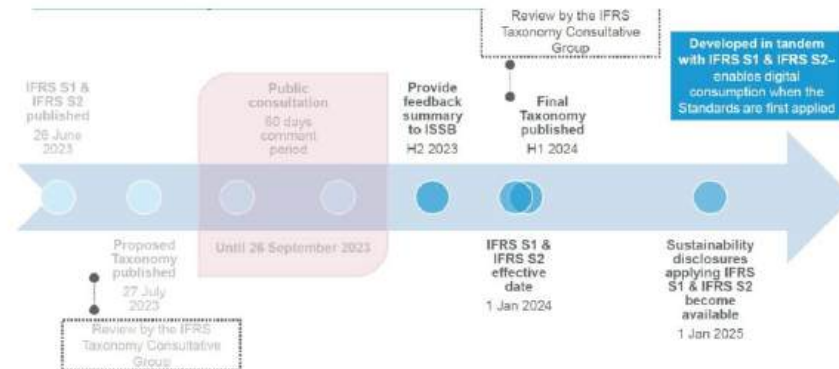 Review by the IFRS
Taxonomy Consultative
Group
Developed in tandem
with IFRS S1 & IFRS S2–
enables digital
consumption when the
Standards are first applied
IFRS S1 &
IFRS S2
published
26 June
2023
Public
consultation
60 days
comment
period
Provide
feedback
summary
to ISSB
H2 2023
Final
Taxonomy
published
H1 2024
Proposed
Taxonomy
published
27 July
2023
Until 26 September 2023
IFRS S1 &
IFRS S2
effective
date
1 Jan 2024
Sustainability
disclosures
applying IFRS
S1 & IFRS S2
become
available
1 Jan 2025
Review by the IFRS
Taxonomy Consultative
Group